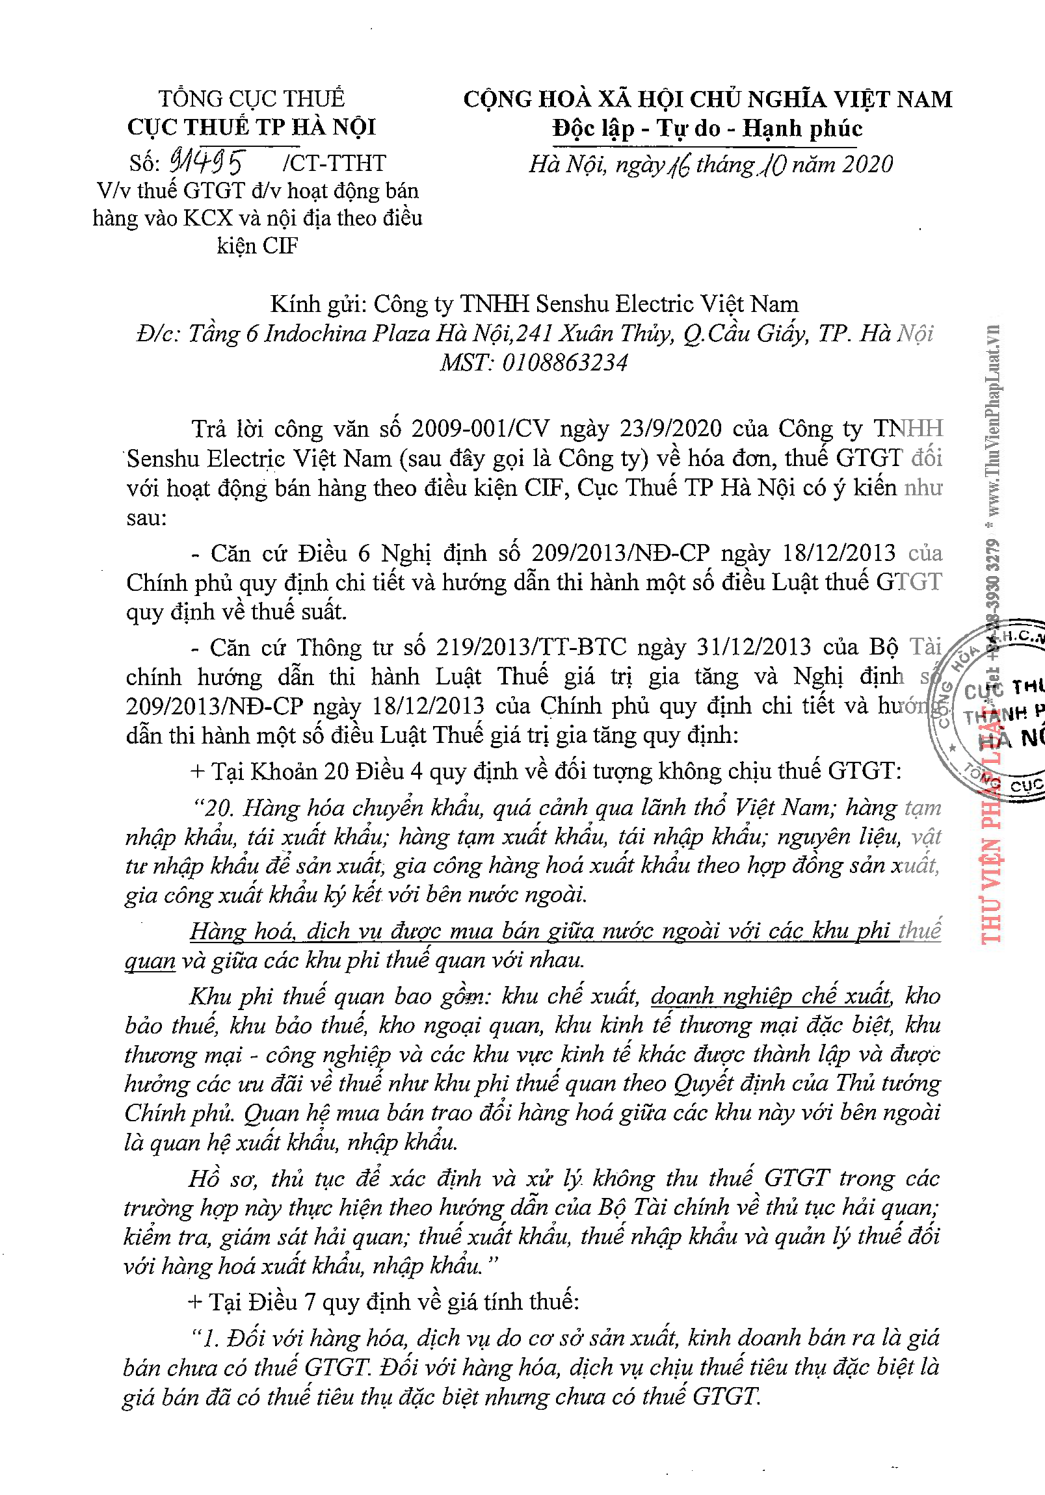 TỔNG CỤC THUẾ
CỤC THUẾ TP HÀ NỘI
Số: 91495 /CT-TTHT
V/v thuế GTGT đ/v hoạt động bán
hàng vào KCX và nội địa theo điều
kiện CIF
CỘNG HOÀ XÃ HỘI CHỦ NGHĨA VIỆT NAM
Độc lập - Tự do - Hạnh phúc
Hà Nội, ngày 16 tháng 10 năm 2020
Kính gửi: Công ty TNHH Senshu Electric Việt Nam
Đ/c: Tầng 6 Indochina Plaza Hà Nội,241 Xuân Thủy, Q.Cầu Giấy, TP. Hà Nội
MST: 0108863234
Trả lời công văn số 2009-001/CV ngày 23/9/2020 của Công ty TNHH
Senshu Electric Việt Nam (sau đây gọi là Công ty) về hóa đơn, thuế GTGT đối
với hoạt động bán hàng theo điều kiện CIF, Cục Thuế TP Hà Nội có ý kiến như
sau:
- Căn cứ Điều 6 Nghị định số 209/2013/NĐ-CP ngày 18/12/2013 của
Chính phủ quy định chi tiết và hướng dẫn thi hành một số điều Luật thuế GTGT
quy định về thuế suất.
- Căn cứ Thông tư số 219/2013/TT-BTC ngày 31/12/2013 của Bộ Tài
chính hướng dẫn thi hành Luật Thuế giá trị gia tăng và Nghị định số
209/2013/NĐ-CP ngày 18/12/2013 của Chính phủ quy định chi tiết và hướng
dẫn thi hành một số điều Luật Thuế giá trị gia tăng quy định:
+ Tại Khoản 20 Điều 4 quy định về đối tượng không chịu thuế GTGT:
“20. Hàng hóa chuyển khẩu, quá cảnh qua lãnh thổ Việt Nam; hàng tạm
nhập khẩu, tái xuất khẩu; hàng tạm xuất khẩu, tái nhập khẩu; nguyên liệu, vật
tư nhập khẩu để sản xuất, gia công hàng hoá xuất khẩu theo hợp đồng sản xuất,
gia công xuất khẩu ký kết với bên nước ngoài.
Hàng hoá, dịch vụ được mua bán giữa nước ngoài với các khu phi thuế
quan và giữa các khu phi thuế quan với nhau.
Khu phi thuế quan bao gồm: khu chế xuất, doanh nghiệp chế xuất, kho
bảo thuế, khu bảo thuế, kho ngoại quan, khu kinh tế thương mại đặc biệt, khu
thương mại - công nghiệp và các khu vực kinh tế khác được thành lập và được
hưởng các ưu đãi về thuế như khu phi thuế quan theo Quyết định của Thủ tướng
Chính phủ. Quan hệ mua bán trao đổi hàng hoá giữa các khu này với bên ngoài
là quan hệ xuất khẩu, nhập khẩu.
Hồ sơ, thủ tục để xác định và xử lý không thu thuế GTGT trong các
trường hợp này thực hiện theo hướng dẫn của Bộ Tài chính về thủ tục hải quan;
kiểm tra, giám sát hải quan; thuế xuất khẩu, thuế nhập khẩu và quản lý thuế đối
với hàng hoá xuất khẩu, nhập khẩu.”
+ Tại Điều 7 quy định về giá tính thuế:
“1. Đối với hàng hóa, dịch vụ do cơ sở sản xuất, kinh doanh bán ra là giá
bán chưa có thuế GTGT. Đối với hàng hóa, dịch vụ chịu thuế tiêu thụ đặc biệt là
giá bán đã có thuế tiêu thụ đặc biệt nhưng chưa có thuế GTGT.
THƯ VIỆN PHÁP LUẬT
Tel: +84-28-3930 3279 * www.ThuVienPhapLuat.vn
CỘNG HÒA X.H.C.N
CỤC THU
THÀNH P
HÀ NỘ
★ TỔNG CỤC